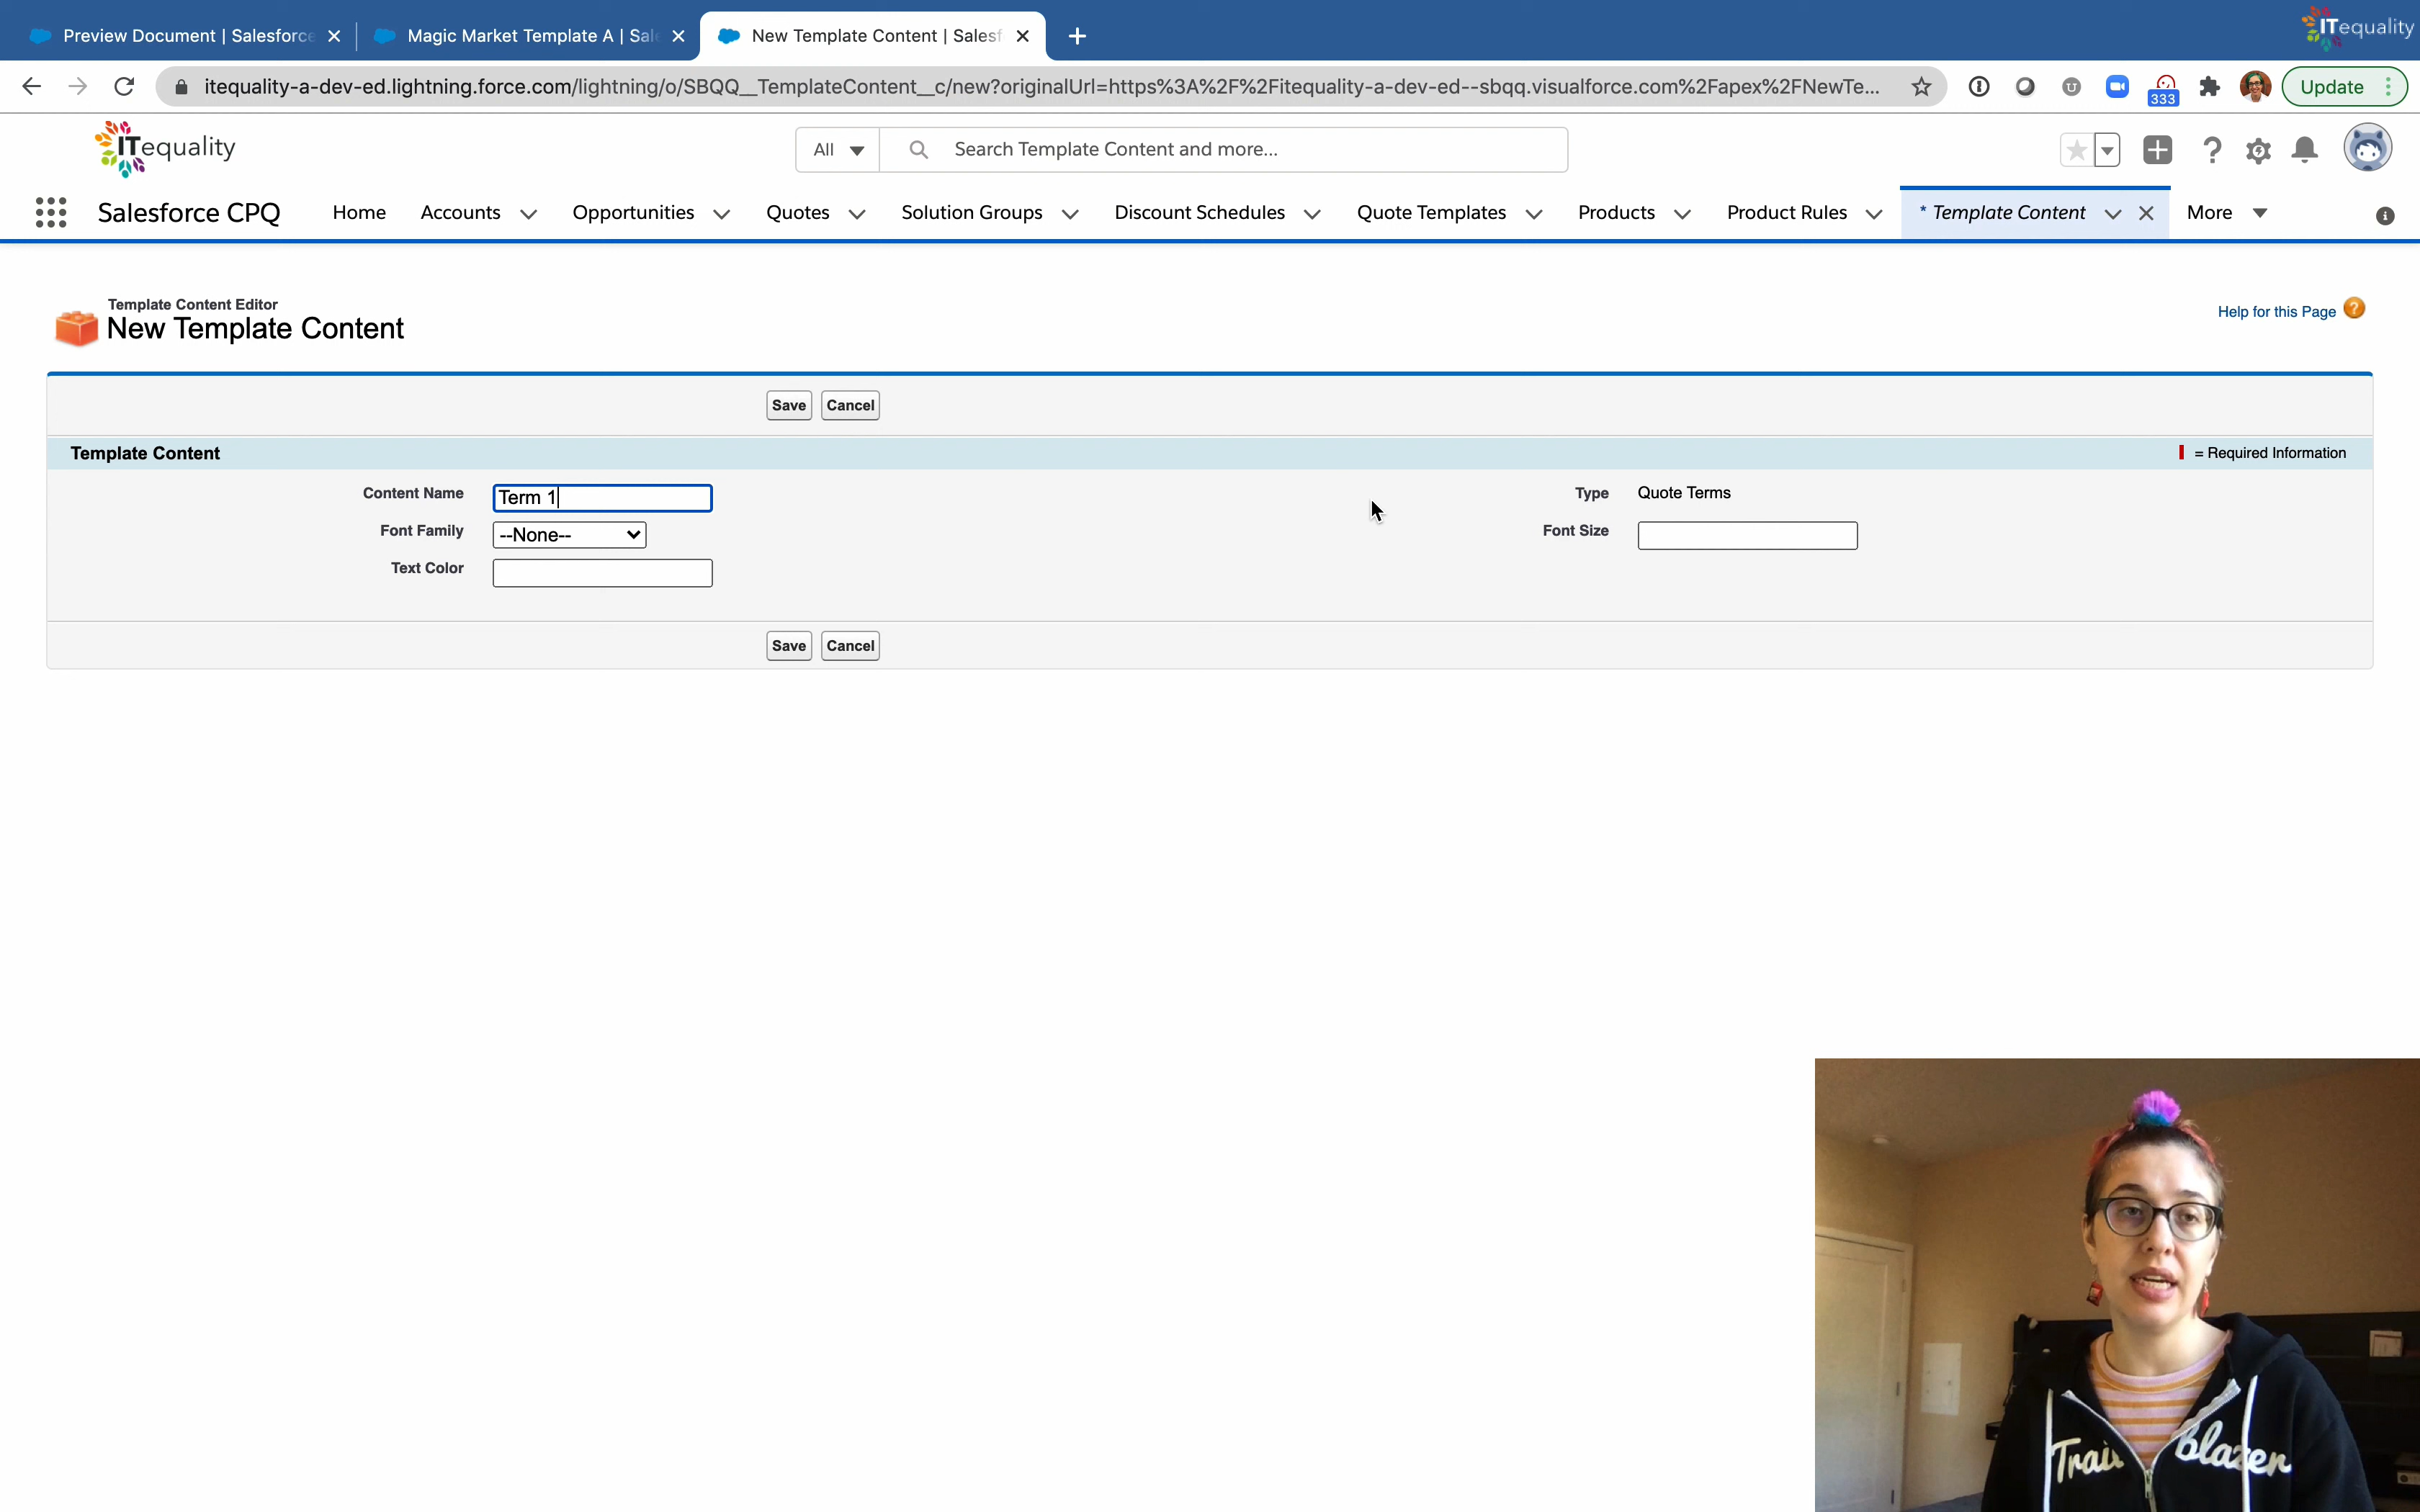 Preview Document | Salesforce
Magic Market Template A | Sal
New Template Content | Salesf
ITequality
itequality-a-dev-ed.lightning.force.com/lightning/o/SBQQ__TemplateContent__c/new?originalUrl=https%3A%2F%2Fitequality-a-dev-ed--sbqq.visualforce.com%2Fapex%2FNewTe...
333
Update
ITequality
All
Search Template Content and more...
Salesforce CPQ
Home
Accounts
Opportunities
Quotes
Solution Groups
Discount Schedules
Quote Templates
Products
Product Rules
* Template Content
More
Template Content Editor
New Template Content
Help for this Page
Save
Cancel
Template Content
= Required Information
Content Name
Term 1
Type
Quote Terms
Font Family
--None--
Font Size
Text Color
Save
Cancel
Trail blazer